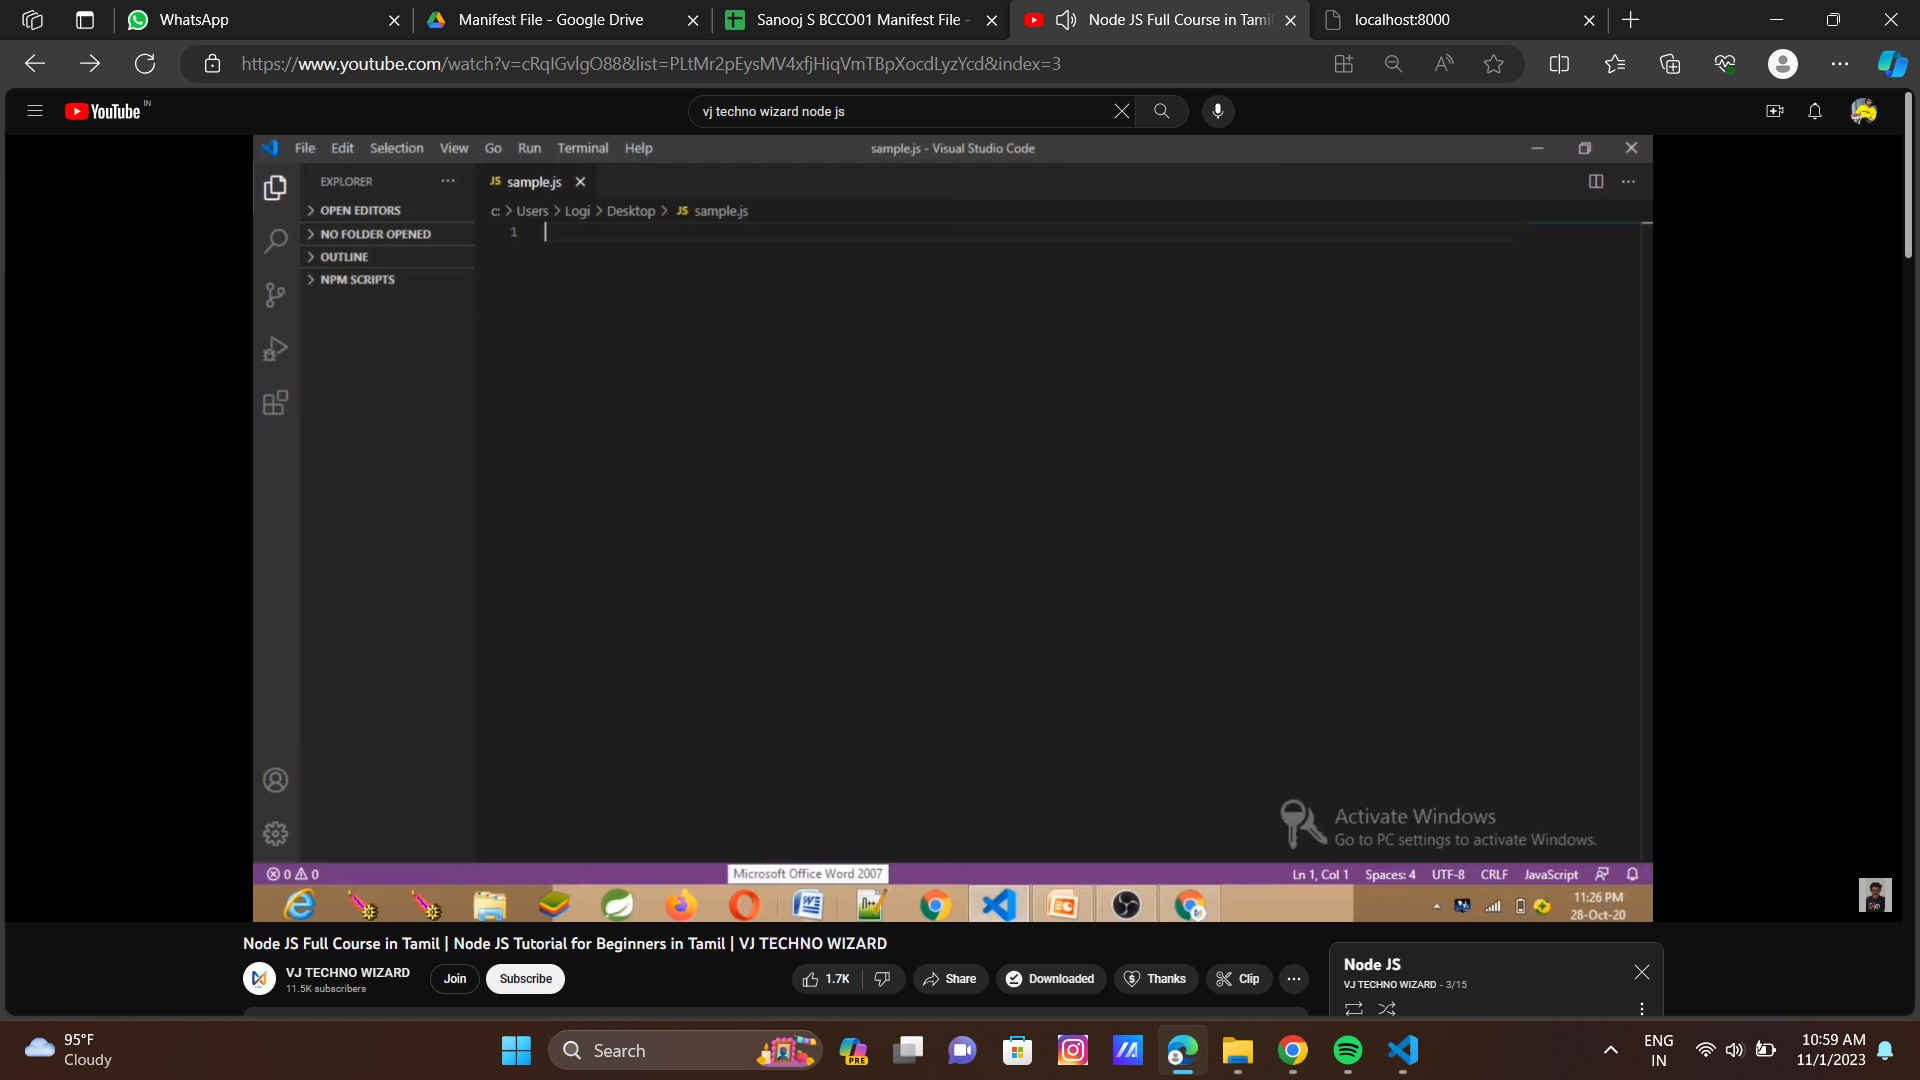 WhatsApp
Manifest File - Google Drive
Sanooj S BCCO01 Manifest File -
Node JS Full Course in Tamil
localhost:8000
https://www.youtube.com/watch?v=cRqIGvlgO88&list=PLtMr2pEysMV4xfjHiqVmTBpXocdLyzYcd&index=3
YouTube IN
vj techno wizard node js
File Edit Selection View Go Run Terminal Help
sample.js - Visual Studio Code
EXPLORER
JS sample.js
OPEN EDITORS
c: > Users > Logi > Desktop > JS sample.js
NO FOLDER OPENED
1
OUTLINE
NPM SCRIPTS
Activate Windows
Go to PC settings to activate Windows.
0 0
Microsoft Office Word 2007
Ln 1, Col 1 Spaces: 4 UTF-8 CRLF JavaScript
11:26 PM
28-Oct-20
Node JS Full Course in Tamil | Node JS Tutorial for Beginners in Tamil | VJ TECHNO WIZARD
VJ TECHNO WIZARD
11.5K subscribers
Join
Subscribe
1.7K
Share
Downloaded
Thanks
Clip
Node JS
VJ TECHNO WIZARD - 3/15
95°F
Cloudy
Search
PRE
ENG
IN
10:59 AM
11/1/2023